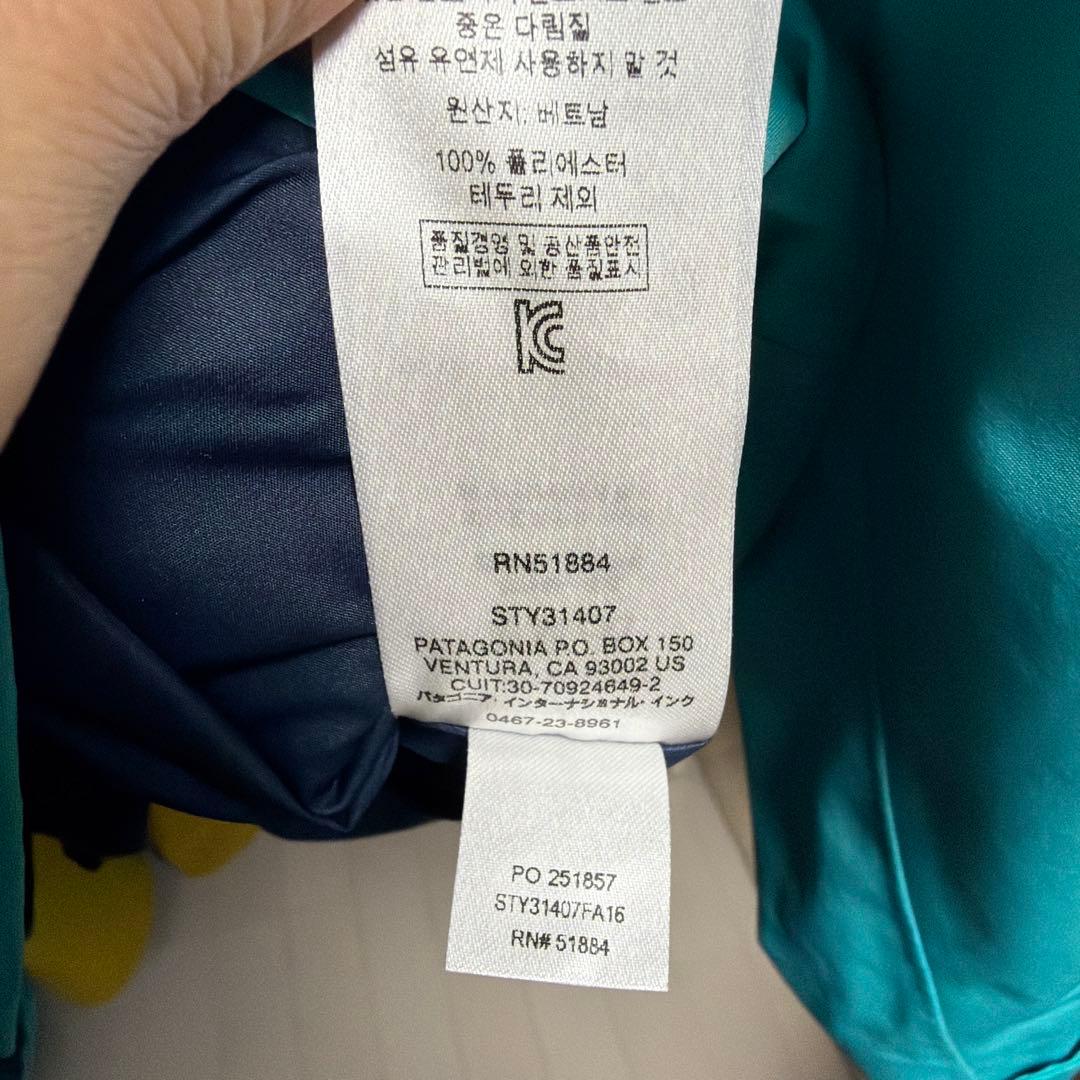 중온 다림질
섬유 유연제 사용하지 말 것
원산지: 베트남
100% 폴리에스터
테두리 제외
품질경영 및 공산품안전
관리법에 의한 품질표시
RN51884
STY31407
PATAGONIA P.O. BOX 150
VENTURA, CA 93002 US
CUIT:30-70924649-2
パタゴニア・インターナショナル・インク
0467-23-8961
PO 251857
STY31407FA16
RN# 51884